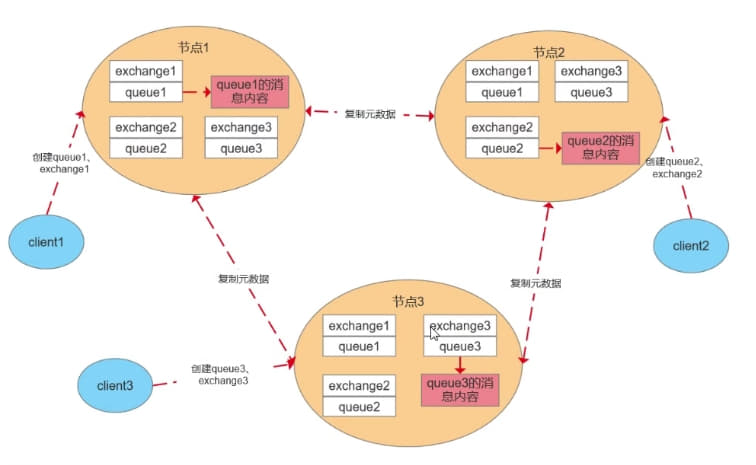 节点1
exchange1
queue1
queue1的消
息内容
exchange2
queue2
exchange3
queue3
节点2
exchange1
queue1
exchange3
queue3
exchange2
queue2
queue2的消
息内容
复制元数据
创建queue1、
exchange1
创建queue2、
exchange2
client1
client2
复制元数据
复制元数据
节点3
exchange1
queue1
exchange3
queue3
exchange2
queue2
queue3的消
息内容
创建queue3、
exchange3
client3